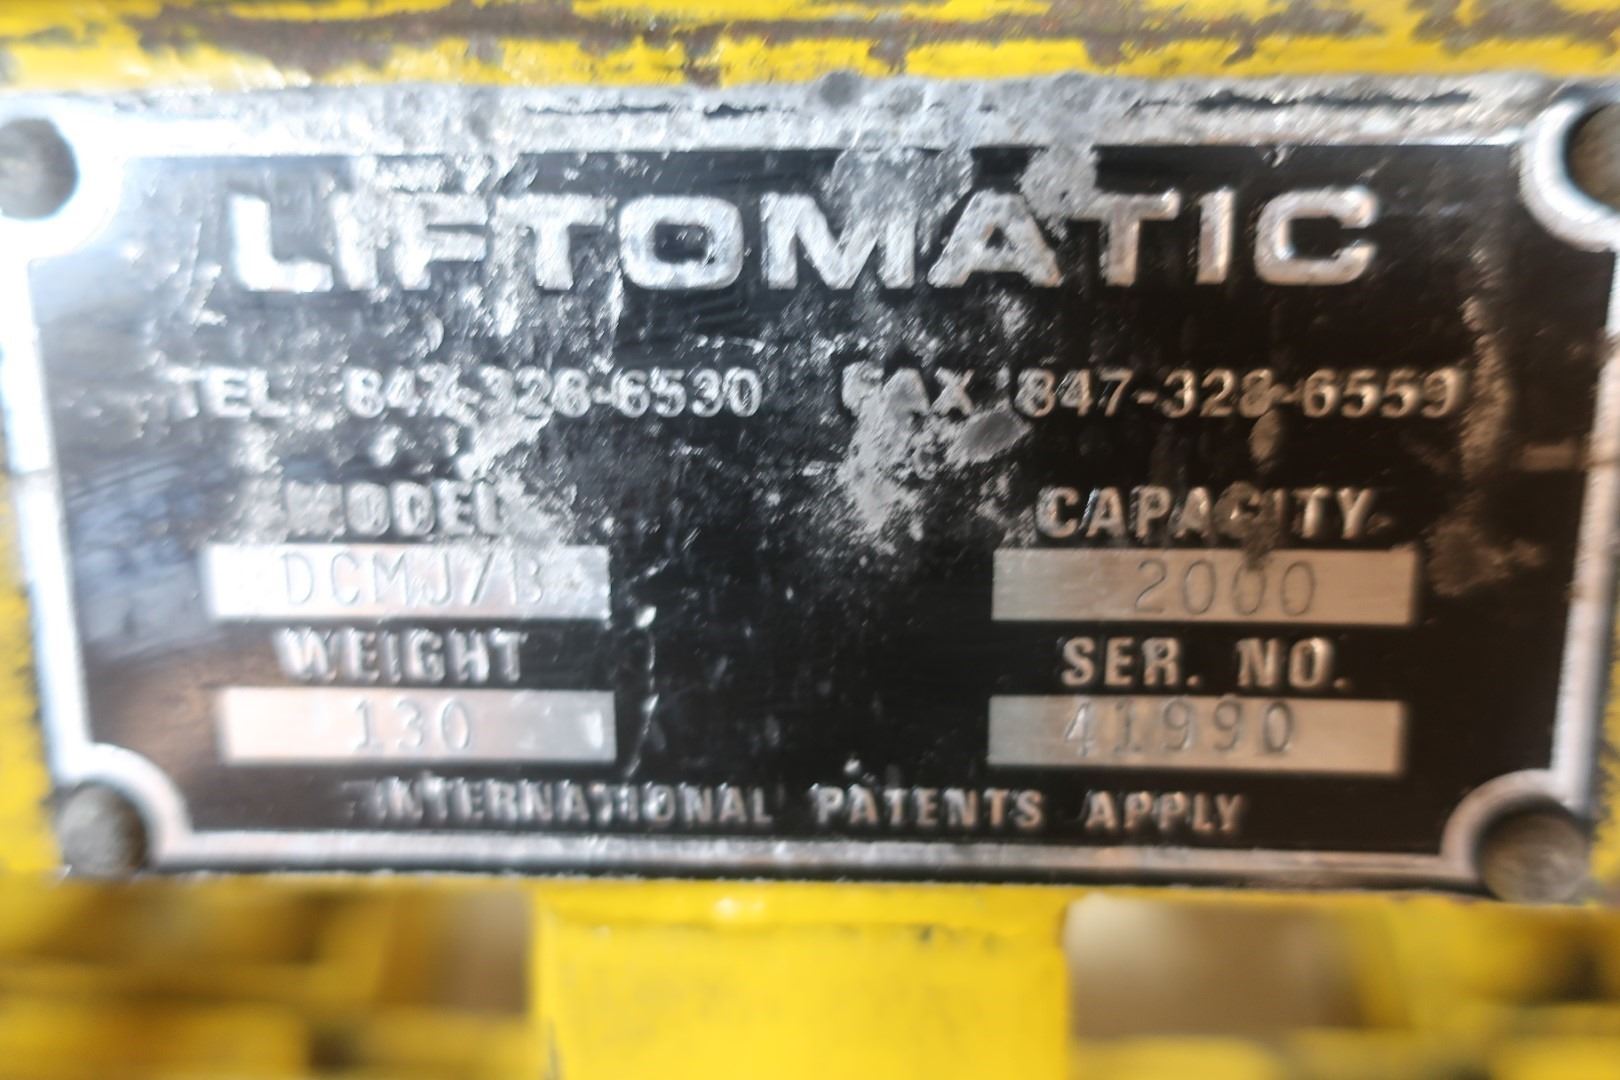 LIFTOMATIC
TEL. 847-328-6530 FAX 847-328-6559
MODEL CAPACITY
DCMJ/B 2000
WEIGHT SER. NO.
130 41990
INTERNATIONAL PATENTS APPLY